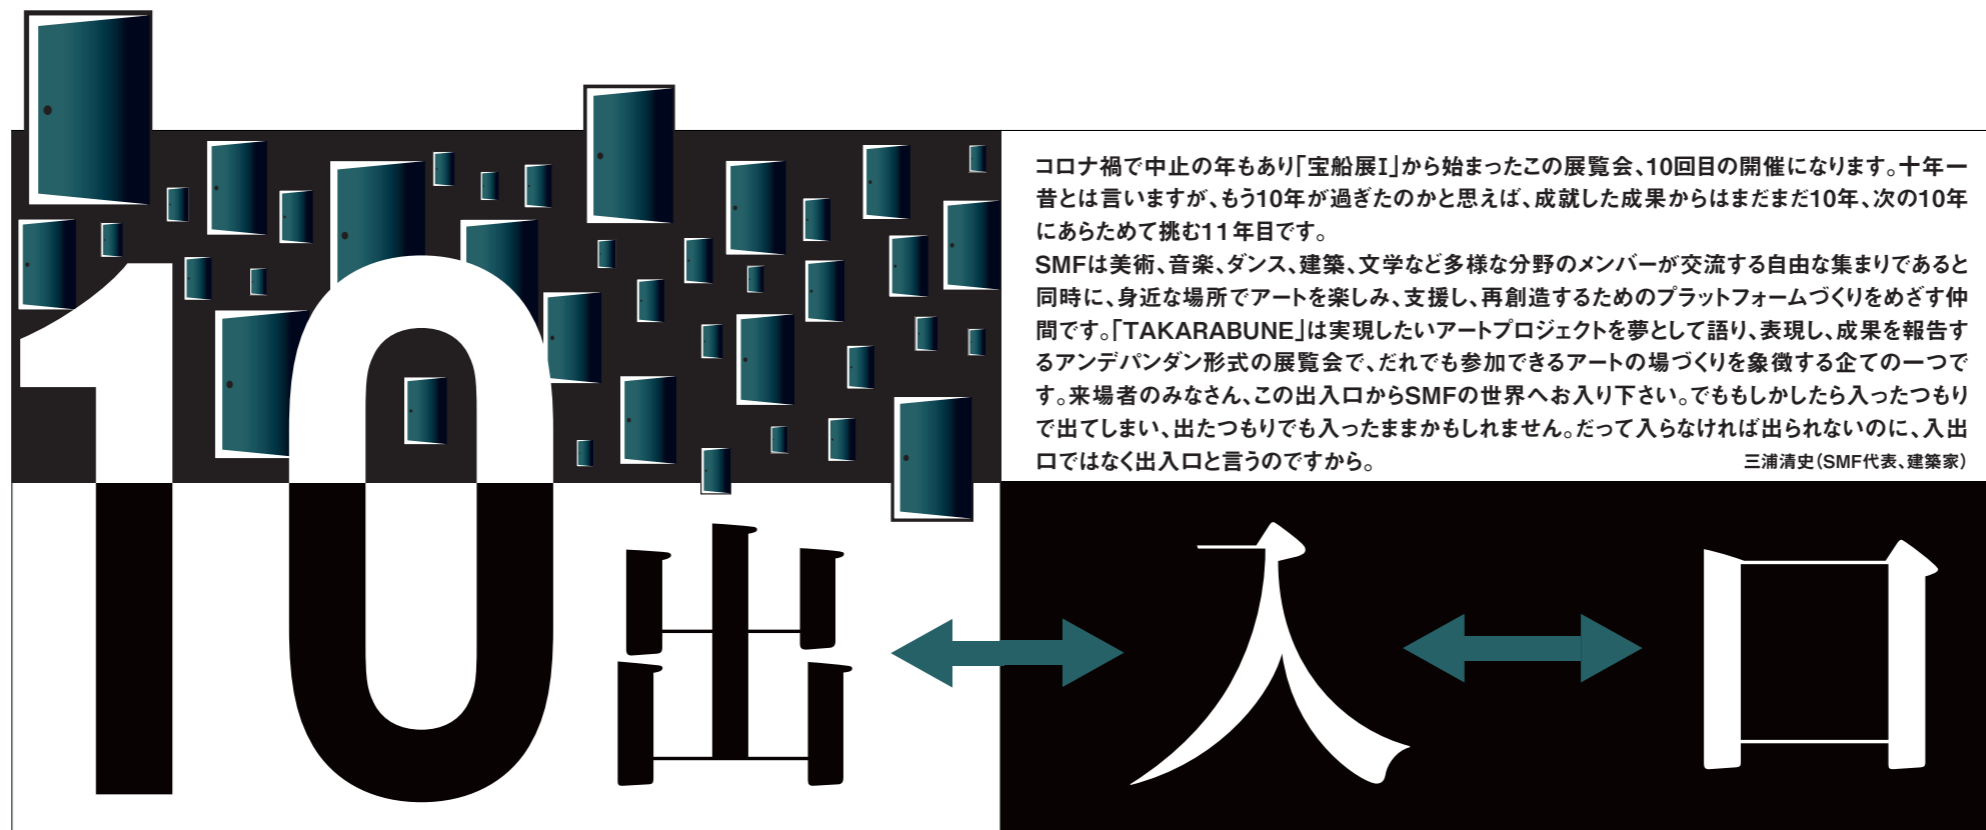 コロナ禍で中止の年もあり「宝船展I」から始まったこの展覧会、10回目の開催になります。十年一
昔とは言いますが、もう10年が過ぎたのかと思えば、成就した成果からはまだまだ10年、次の10年
にあらためて挑む11年目です。
SMFは美術、音楽、ダンス、建築、文学など多様な分野のメンバーが交流する自由な集まりであると
同時に、身近な場所でアートを楽しみ、支援し、再創造するためのプラットフォームづくりをめざす仲
間です。「TAKARABUNE」は実現したいアートプロジェクトを夢として語り、表現し、成果を報告す
るアンデパンダン形式の展覧会で、だれでも参加できるアートの場づくりを象徴する企ての一つで
す。来場者のみなさん、この出入口からSMFの世界へお入り下さい。でももしかしたら入ったつもり
で出てしまい、出たつもりでも入ったままかもしれません。だって入らなければ出られないのに、入出
口ではなく出入口と言うのですから。
三浦清史（SMF代表、建築家）
10出↔入↔口